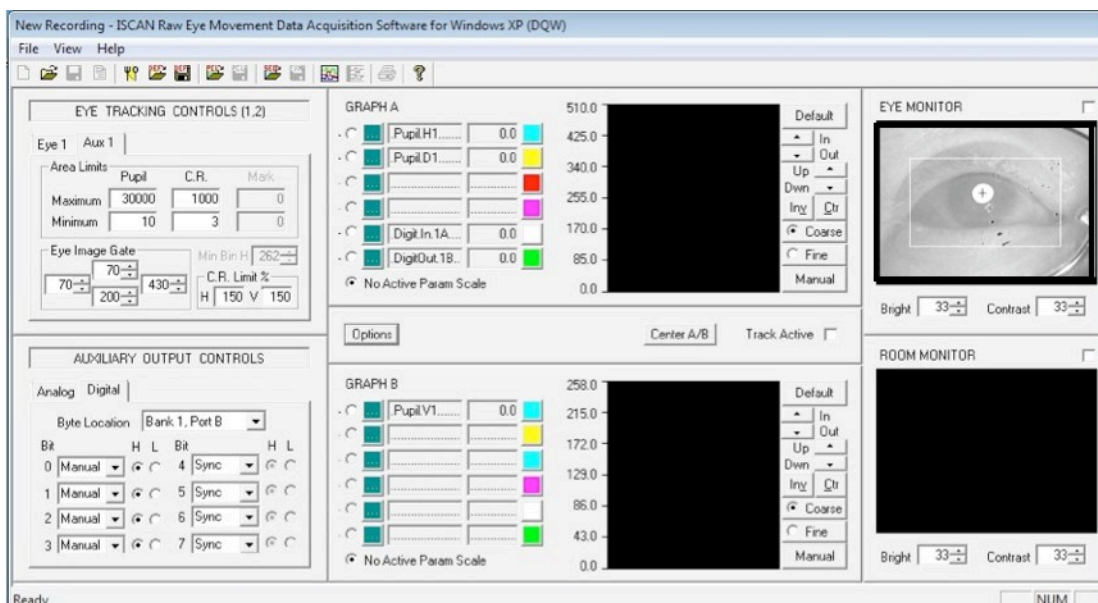 New Recording - ISCAN Raw Eye Movement Data Acquisition Software for Windows XP (DQW)
File View Help
EYE TRACKING CONTROLS (1,2)
Eye 1 Aux 1
Area Limits
Pupil C.R. Mark
Maximum 30000 1000 0
Minimum 10 3 0
Eye Image Gate
Min Bin H 262
70
70 430
200
C.R. Limit %
H 150 V 150
AUXILIARY OUTPUT CONTROLS
Analog Digital
Byte Location Bank 1, Port B
Bit H L Bit H L
0 Manual 4 Sync
1 Manual 5 Sync
2 Manual 6 Sync
3 Manual 7 Sync
GRAPH A
.Pupil.H1....... 0.0
.Pupil.D1....... 0.0
.Digit.In.1A.... 0.0
.DigitOut.1B.. 0.0
No Active Param Scale
510.0
425.0
340.0
255.0
170.0
85.0
0.0
Default
In
Out
Up
Dwn
Inv Ctr
Coarse
Fine
Manual
Options Center A/B Track Active
GRAPH B
.Pupil.V1....... 0.0
No Active Param Scale
258.0
215.0
172.0
129.0
86.0
43.0
0.0
Default
In
Out
Up
Dwn
Inv Ctr
Coarse
Fine
Manual
EYE MONITOR
Bright 33 Contrast 33
ROOM MONITOR
Bright 33 Contrast 33
Ready NUM